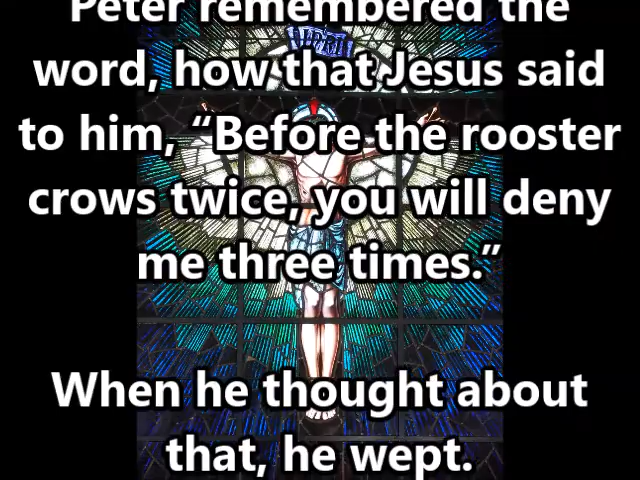 Peter remembered the
word, how that Jesus said
to him, “Before the rooster
crows twice, you will deny
me three times.”
When he thought about
that, he wept.